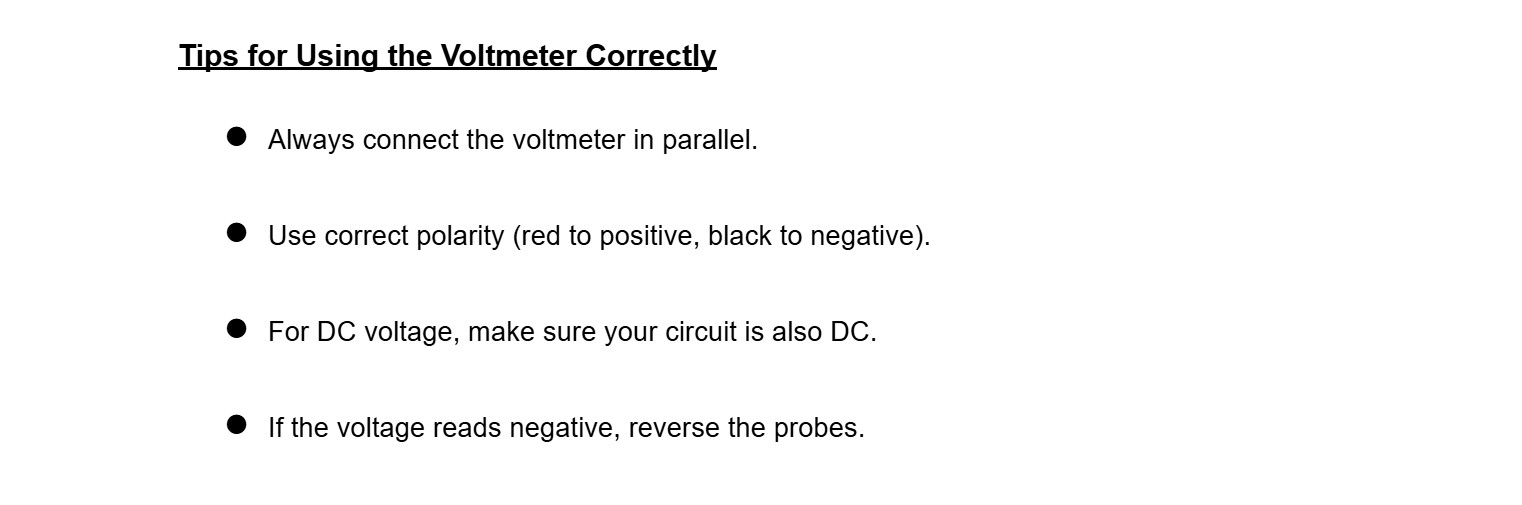 Tips for Using the Voltmeter Correctly
● Always connect the voltmeter in parallel.
● Use correct polarity (red to positive, black to negative).
● For DC voltage, make sure your circuit is also DC.
● If the voltage reads negative, reverse the probes.